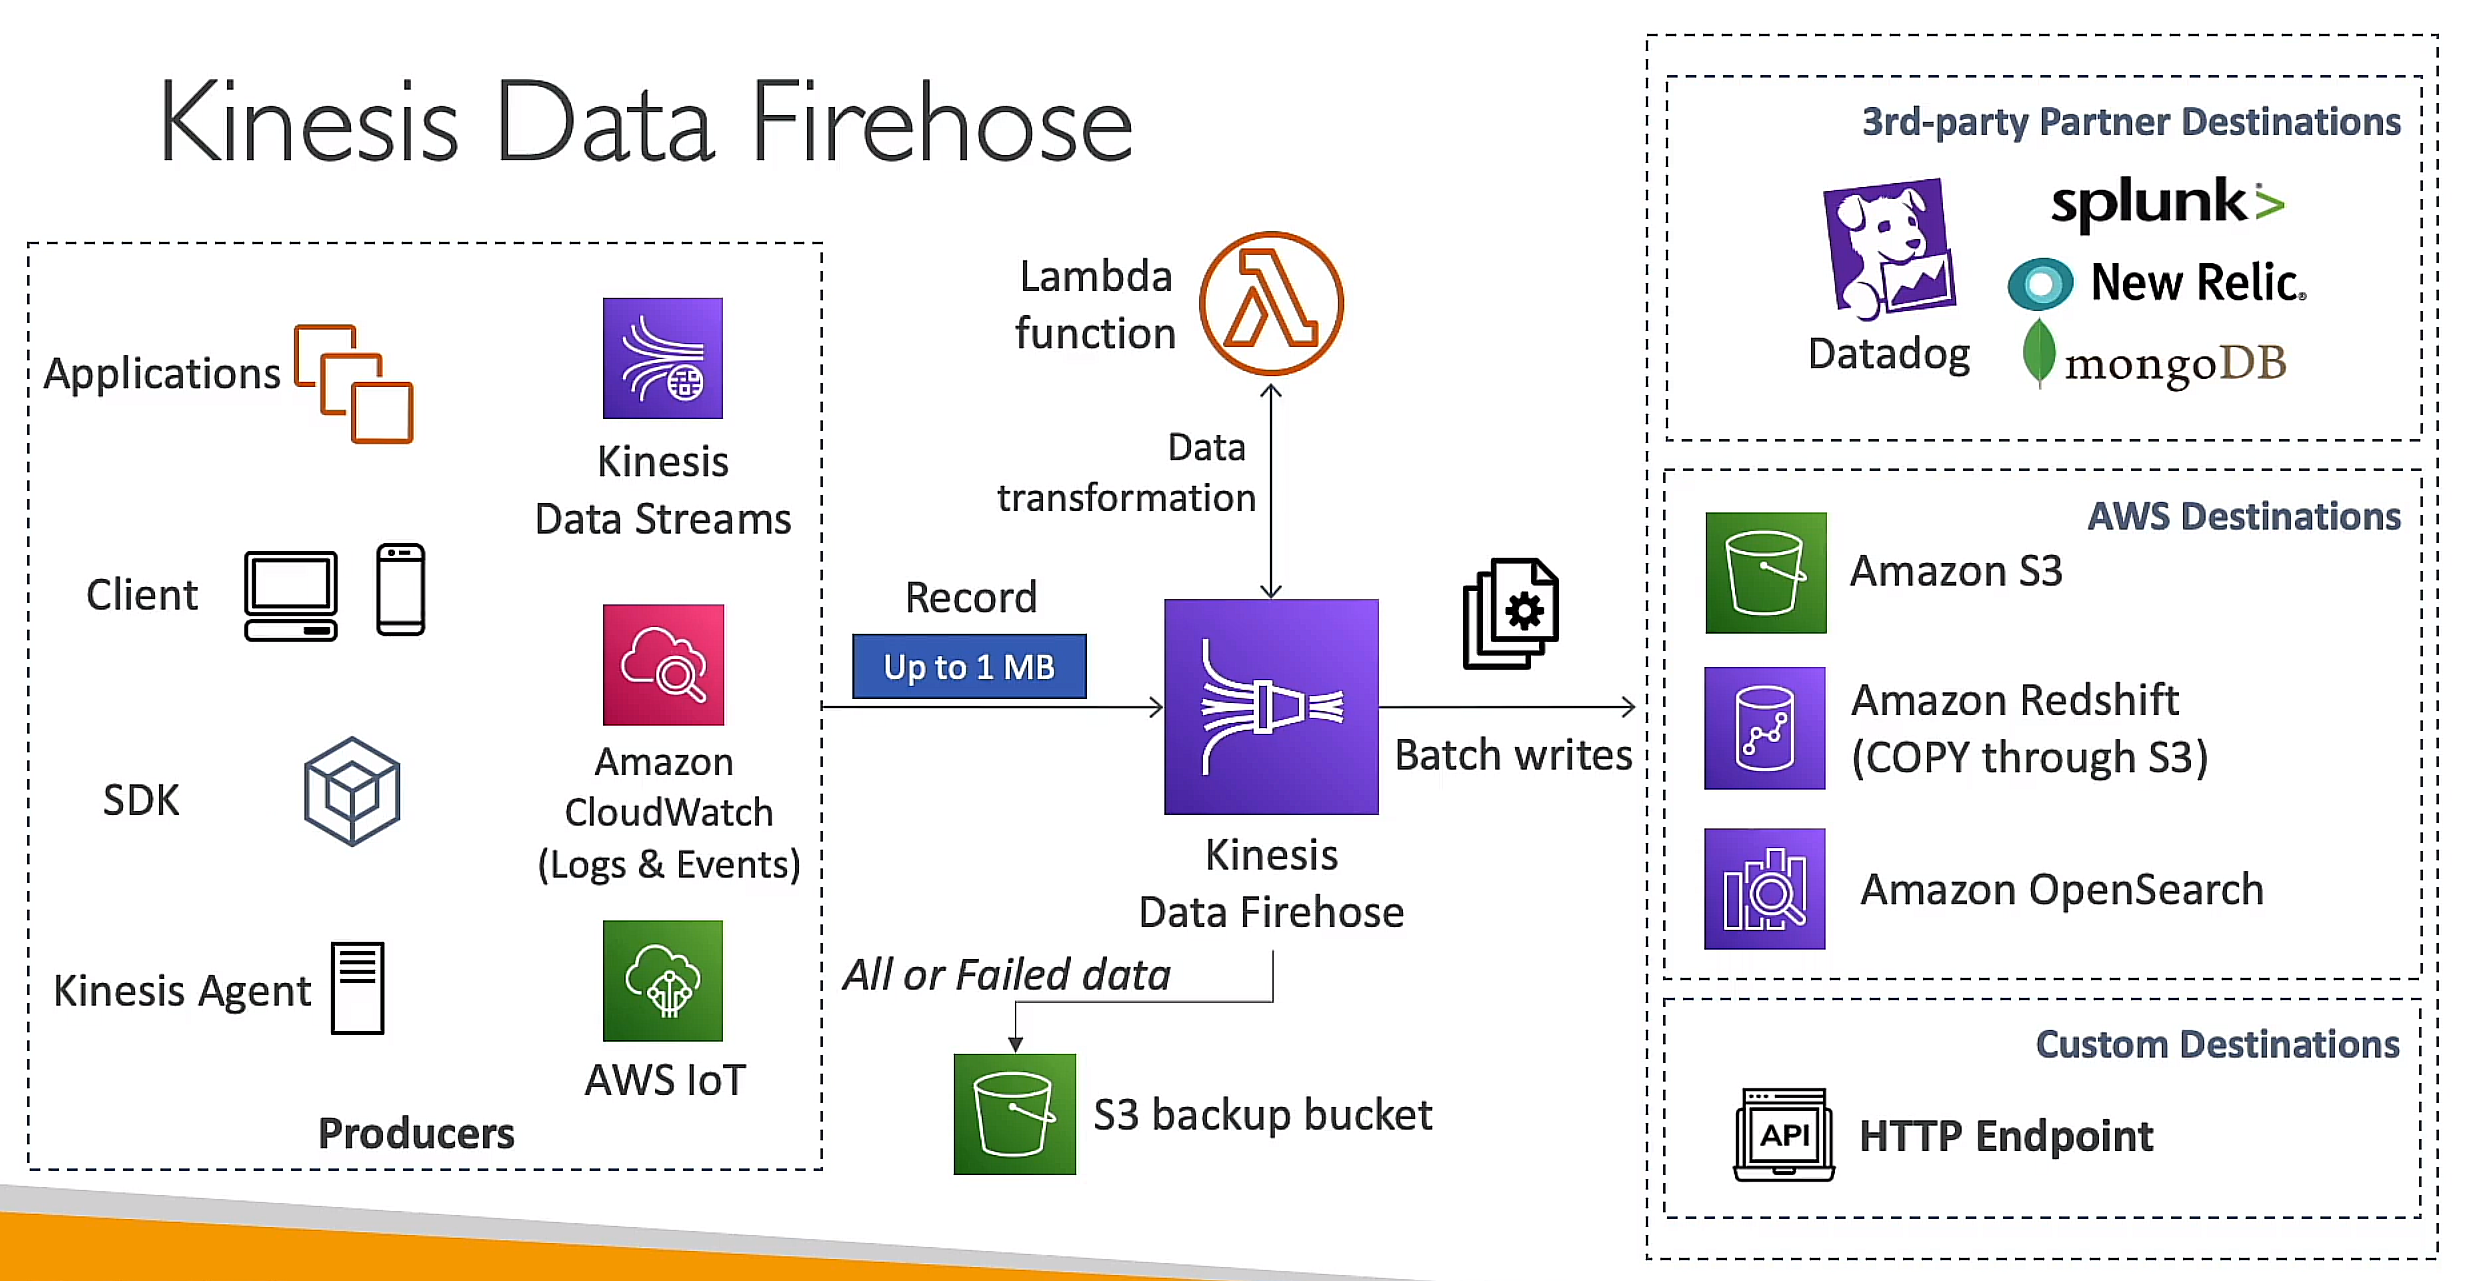 Kinesis Data Firehose
Applications
Client
SDK
Kinesis Agent
Kinesis
Data Streams
Amazon
CloudWatch
(Logs & Events)
AWS IoT
Producers
Record
Up to 1 MB
Lambda
function
Data
transformation
Kinesis
Data Firehose
All or Failed data
S3 backup bucket
Batch writes
3rd-party Partner Destinations
Datadog
splunk>
New Relic®
mongoDB
AWS Destinations
Amazon S3
Amazon Redshift
(COPY through S3)
Amazon OpenSearch
Custom Destinations
API
HTTP Endpoint